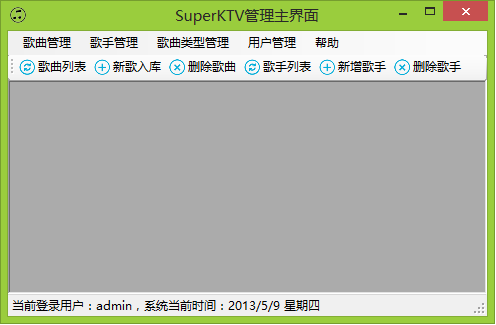 SuperKTV管理主界面
歌曲管理 歌手管理 歌曲类型管理 用户管理 帮助
歌曲列表 新歌入库 删除歌曲 歌手列表 新增歌手 删除歌手
当前登录用户：admin，系统当前时间：2013/5/9 星期四